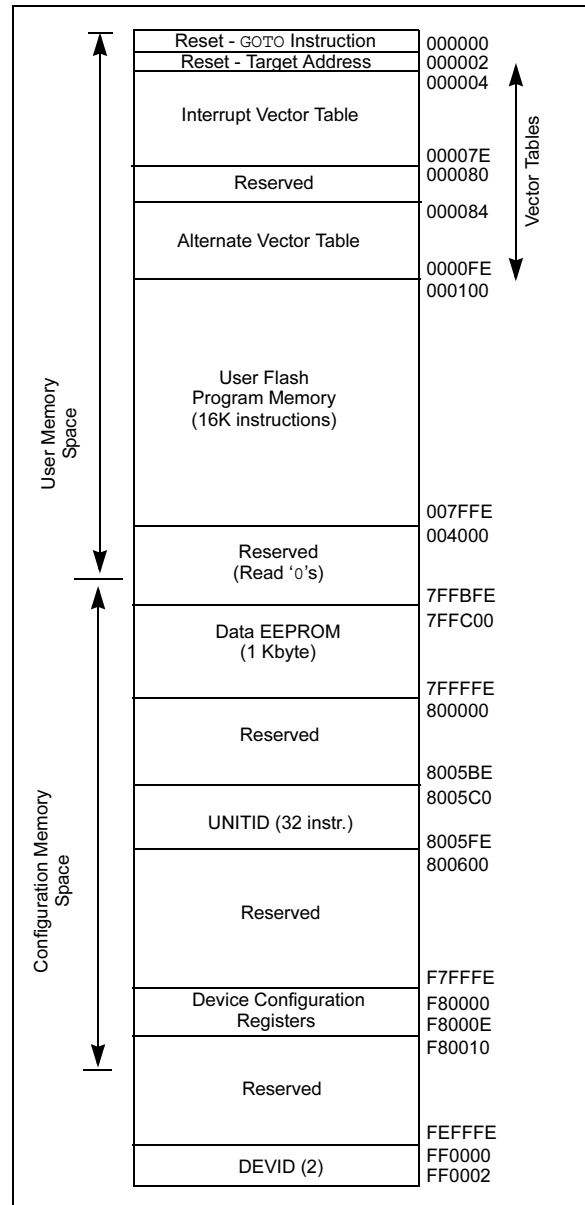 Reset - GOTO Instruction
000000
Reset - Target Address
000002
000004
Interrupt Vector Table
00007E
000080
Reserved
000084
Alternate Vector Table
0000FE
000100
Vector Tables
User Flash
Program Memory
(16K instructions)
User Memory
Space
007FFE
004000
Reserved
(Read ‘0’s)
7FFBFE
7FFC00
Data EEPROM
(1 Kbyte)
7FFFFE
800000
Reserved
8005BE
8005C0
UNITID (32 instr.)
8005FE
800600
Configuration Memory
Space
Reserved
F7FFFE
Device Configuration
Registers
F80000
F8000E
F80010
Reserved
FEFFFE
FF0000
DEVID (2)
FF0002